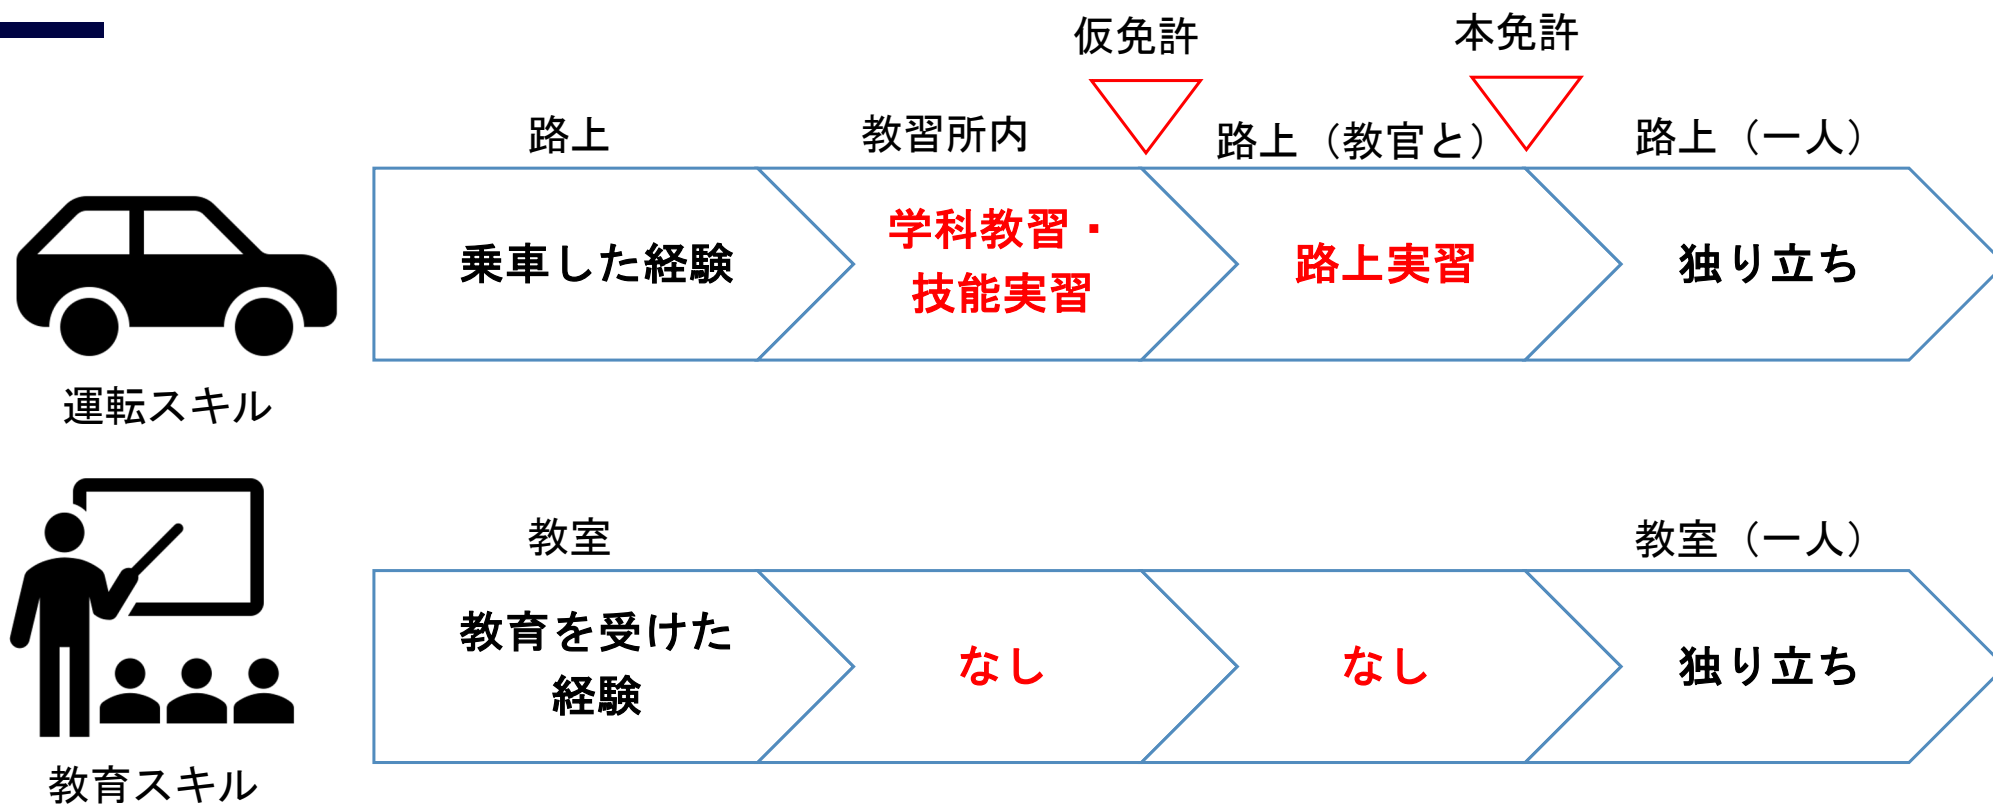 仮免許
本免許
路上
教習所内
路上（教官と）
路上（一人）
乗車した経験
学科教習・
技能実習
路上実習
独り立ち
運転スキル
教室
教室（一人）
教育を受けた
経験
なし
なし
独り立ち
教育スキル